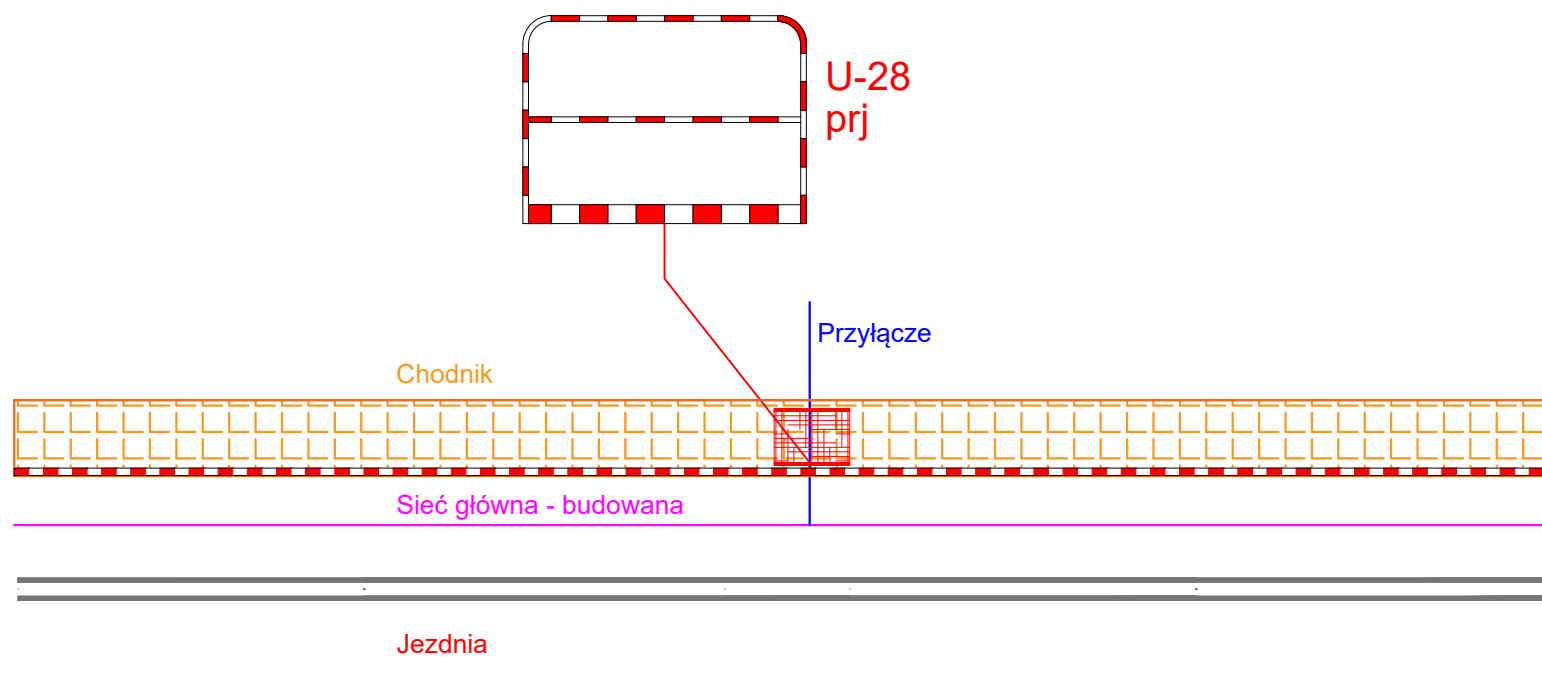 U-28
prj
Przyłącze
Chodnik
Sieć główna - budowana
Jezdnia